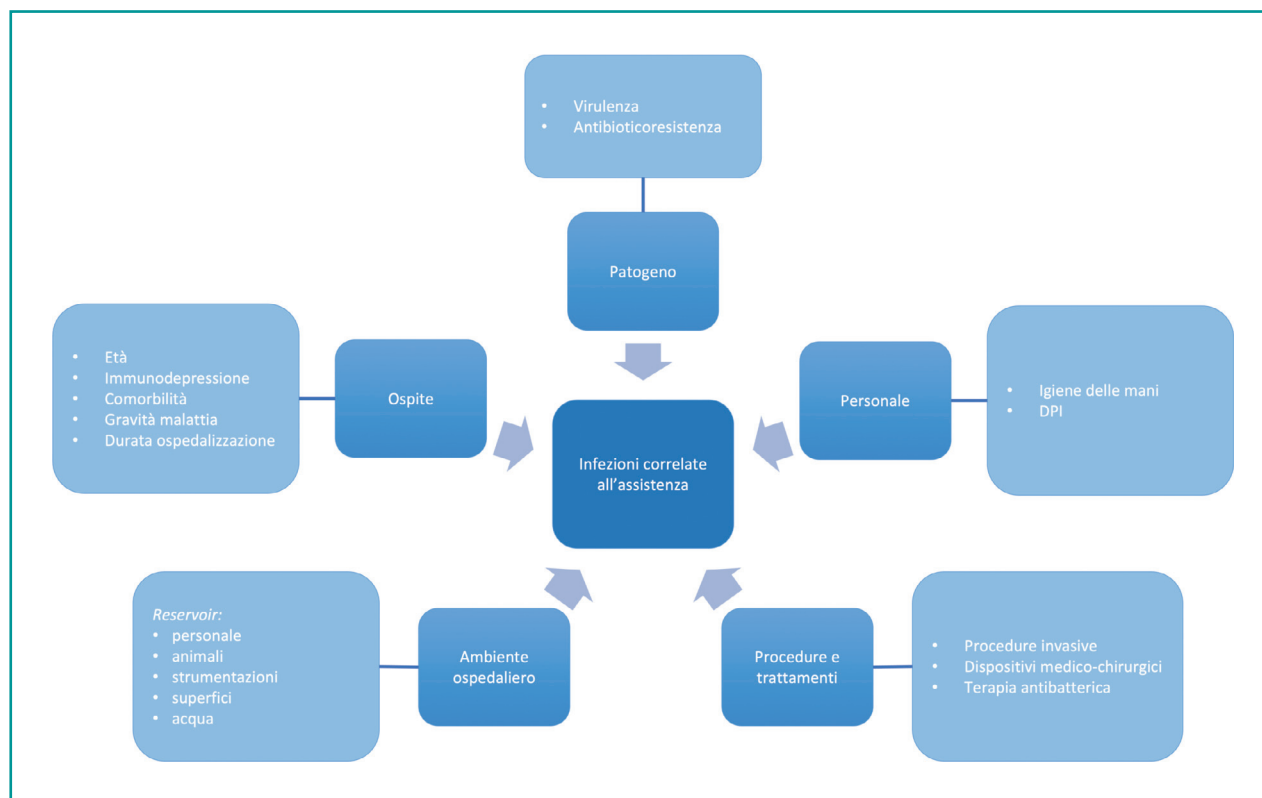 • Virulenza
• Antibioticoresistenza
Patogeno
• Età
• Immunodepressione
• Comorbilità
• Gravità malattia
• Durata ospedalizzazione
Ospite
Personale
• Igiene delle mani
• DPI
Infezioni correlate
all’assistenza
Reservoir:
• personale
• animali
• strumentazioni
• superfici
• acqua
Ambiente
ospedaliero
Procedure e
trattamenti
• Procedure invasive
• Dispositivi medico-chirurgici
• Terapia antibatterica